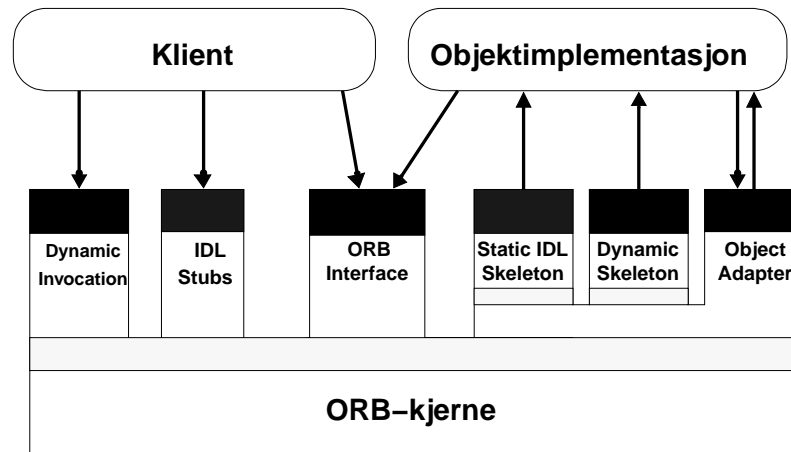 Klient
Objektimplementasjon
Dynamic
Invocation
IDL
Stubs
ORB
Interface
Static IDL
Skeleton
Dynamic
Skeleton
Object
Adapter
ORB–kjerne